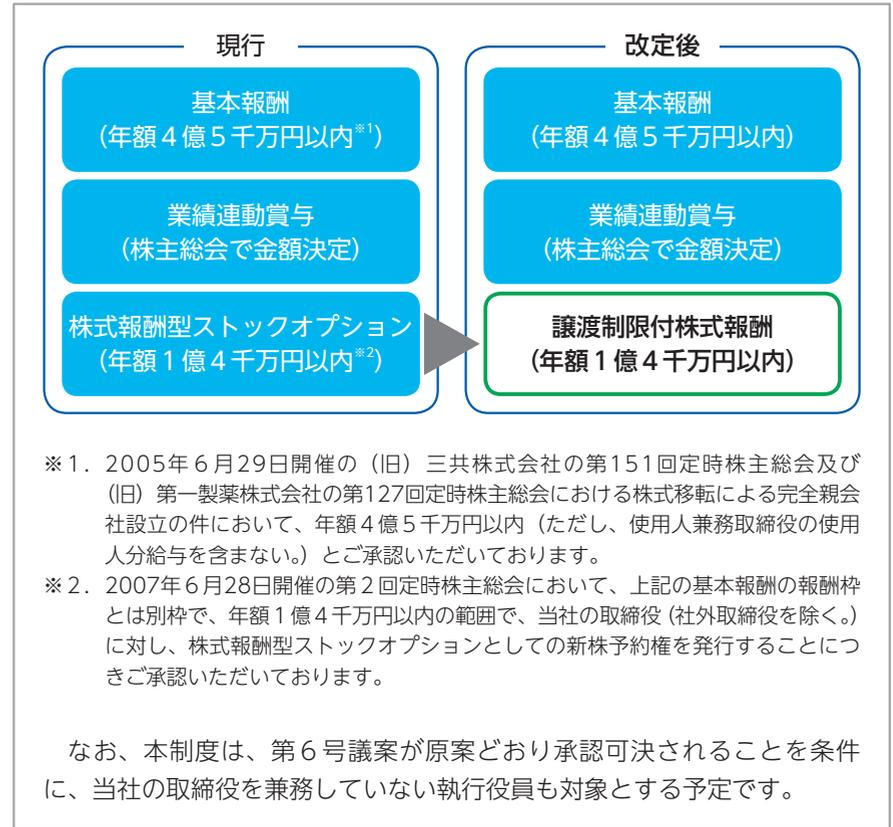 現行
基本報酬
（年額４億５千万円以内※1）
業績連動賞与
（株主総会で金額決定）
株式報酬型ストックオプション
（年額１億４千万円以内※2）
改定後
基本報酬
（年額４億５千万円以内）
業績連動賞与
（株主総会で金額決定）
譲渡制限付株式報酬
（年額１億４千万円以内）
※１．2005年６月29日開催の（旧）三共株式会社の第151回定時株主総会及び
（旧）第一製薬株式会社の第127回定時株主総会における株式移転による完全親会
社設立の件において、年額４億５千万円以内（ただし、使用人兼務取締役の使用
人分給与を含まない。）とご承認いただいております。
※２．2007年６月28日開催の第２回定時株主総会において、上記の基本報酬の報酬枠
とは別枠で、年額１億４千万円以内の範囲で、当社の取締役（社外取締役を除く。）
に対し、株式報酬型ストックオプションとしての新株予約権を発行することにつ
きご承認いただいております。
なお、本制度は、第６号議案が原案どおり承認可決されることを条件
に、当社の取締役を兼務していない執行役員も対象とする予定です。